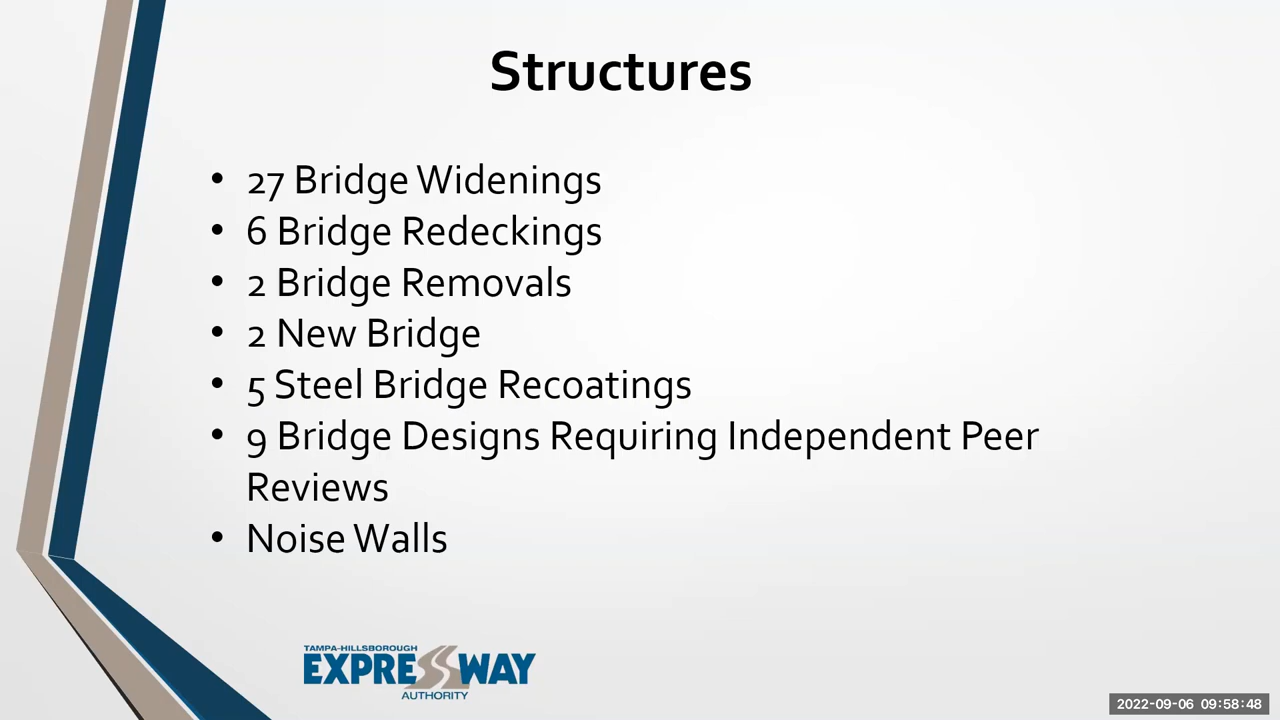 Structures
• 27 Bridge Widenings
• 6 Bridge Redeckings
• 2 Bridge Removals
• 2 New Bridge
• 5 Steel Bridge Recoatings
• 9 Bridge Designs Requiring Independent Peer
Reviews
• Noise Walls
TAMPA-HILLSBOROUGH
EXPRESSWAY
AUTHORITY
2022-09-06 09:58:48